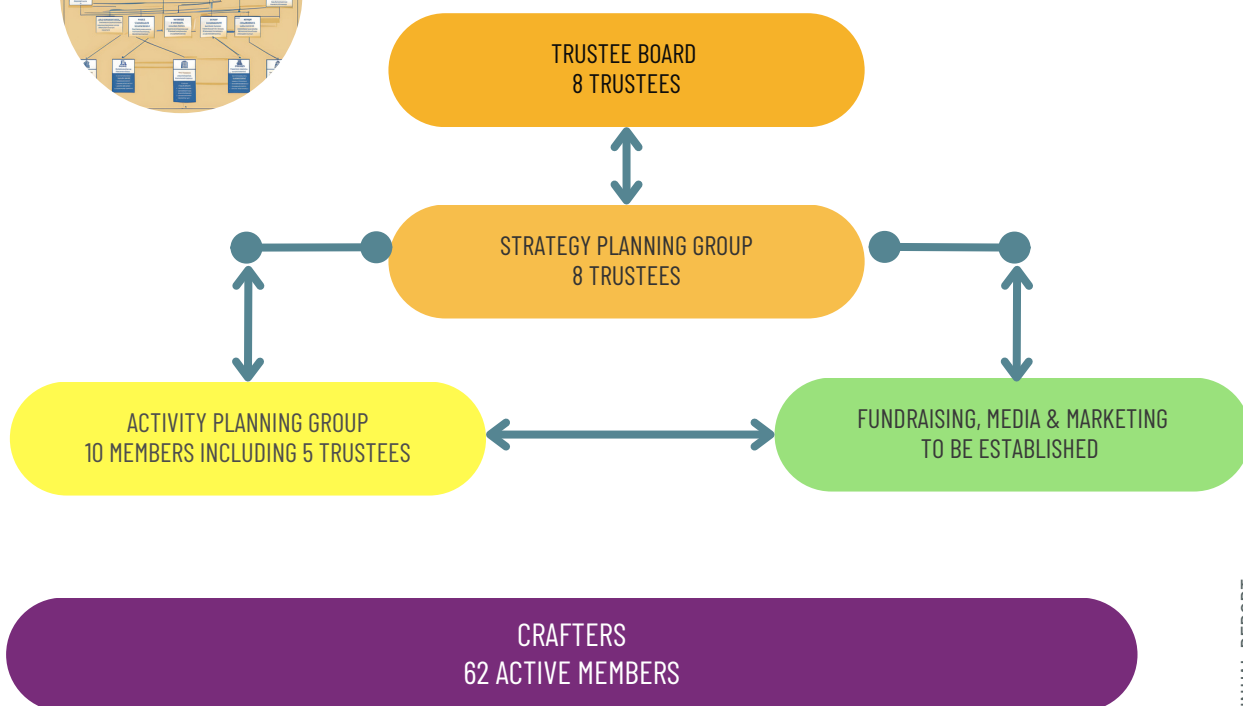 TRUSTEE BOARD
8 TRUSTEES
STRATEGY PLANNING GROUP
8 TRUSTEES
ACTIVITY PLANNING GROUP
10 MEMBERS INCLUDING 5 TRUSTEES
FUNDRAISING, MEDIA & MARKETING
TO BE ESTABLISHED
CRAFTERS
62 ACTIVE MEMBERS
REPORT